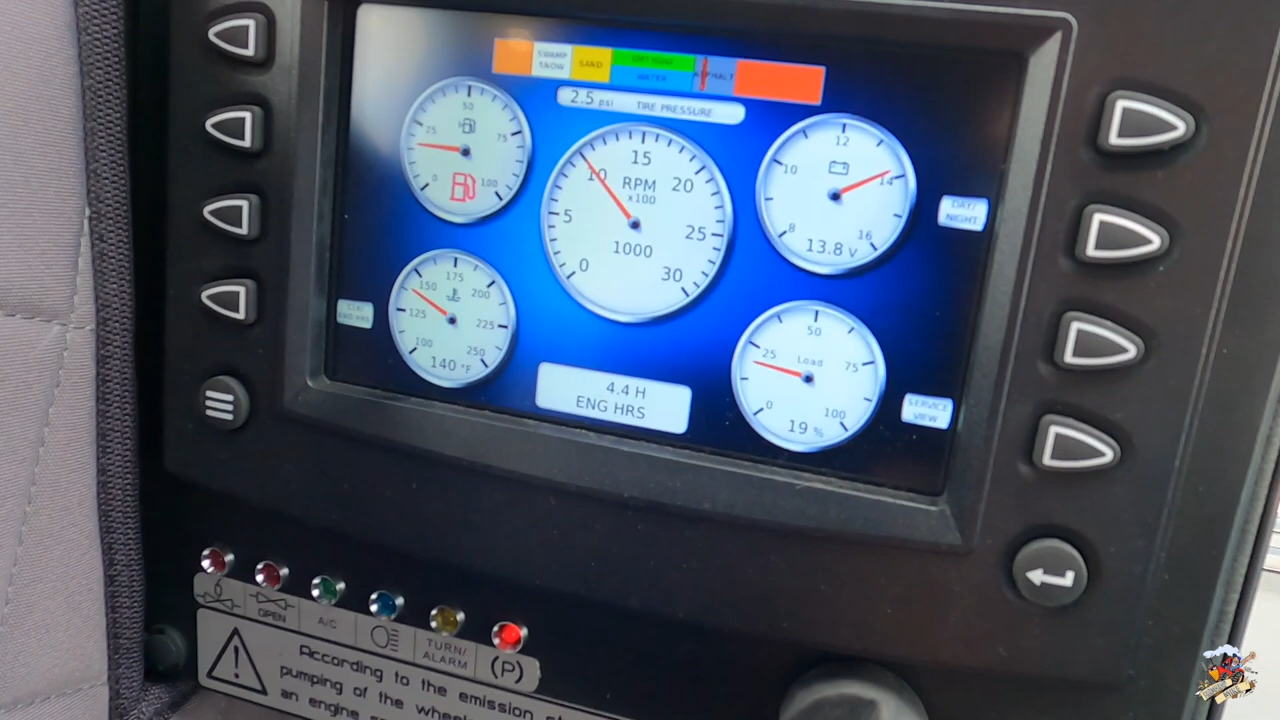 SWAMP
SNOW
SAND
WATER
ASPHALT
2.5 psi TIRE PRESSURE
0 25 50 75 100
0 5 10 15 20 25 30
RPM
x100
1000
8 10 12 14 16
13.8 V
DAY/
NIGHT
100 125 150 175 200 225 250
140 °F
ENG HRS
4.4 H
ENG HRS
0 25 50 75 100
Load
19 %
SERVICE
VIEW
OPEN
A/C
TURN/
ALARM
(P)
According to the emission
pumping of the
an engine